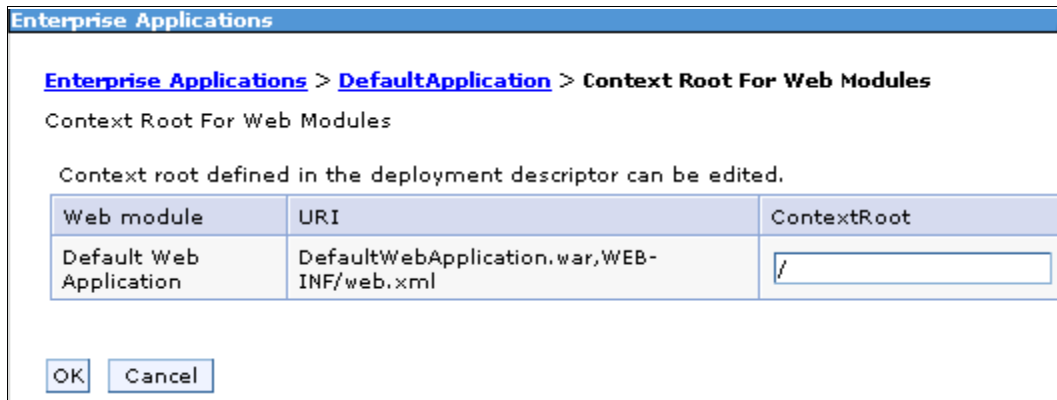 Enterprise Applications
Enterprise Applications > DefaultApplication > Context Root For Web Modules
Context Root For Web Modules
Context root defined in the deployment descriptor can be edited.
Web module URI ContextRoot
Default Web Application DefaultWebApplication.war,WEB-INF/web.xml /
OK Cancel